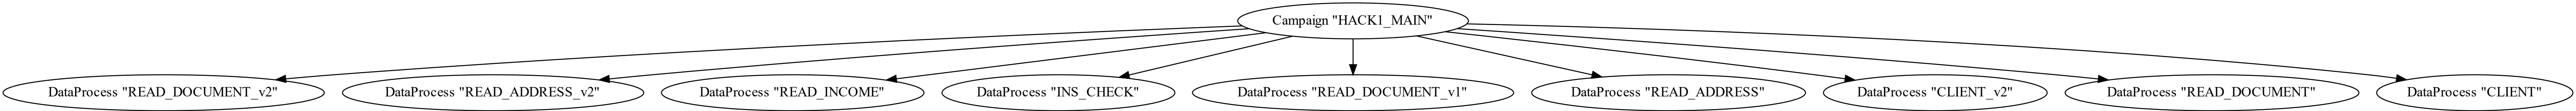 Campaign "HACK1_MAIN"
DataProcess "READ_DOCUMENT_v2"
DataProcess "READ_ADDRESS_v2"
DataProcess "READ_INCOME"
DataProcess "INS_CHECK"
DataProcess "READ_DOCUMENT_v1"
DataProcess "READ_ADDRESS"
DataProcess "CLIENT_v2"
DataProcess "READ_DOCUMENT"
DataProcess "CLIENT"